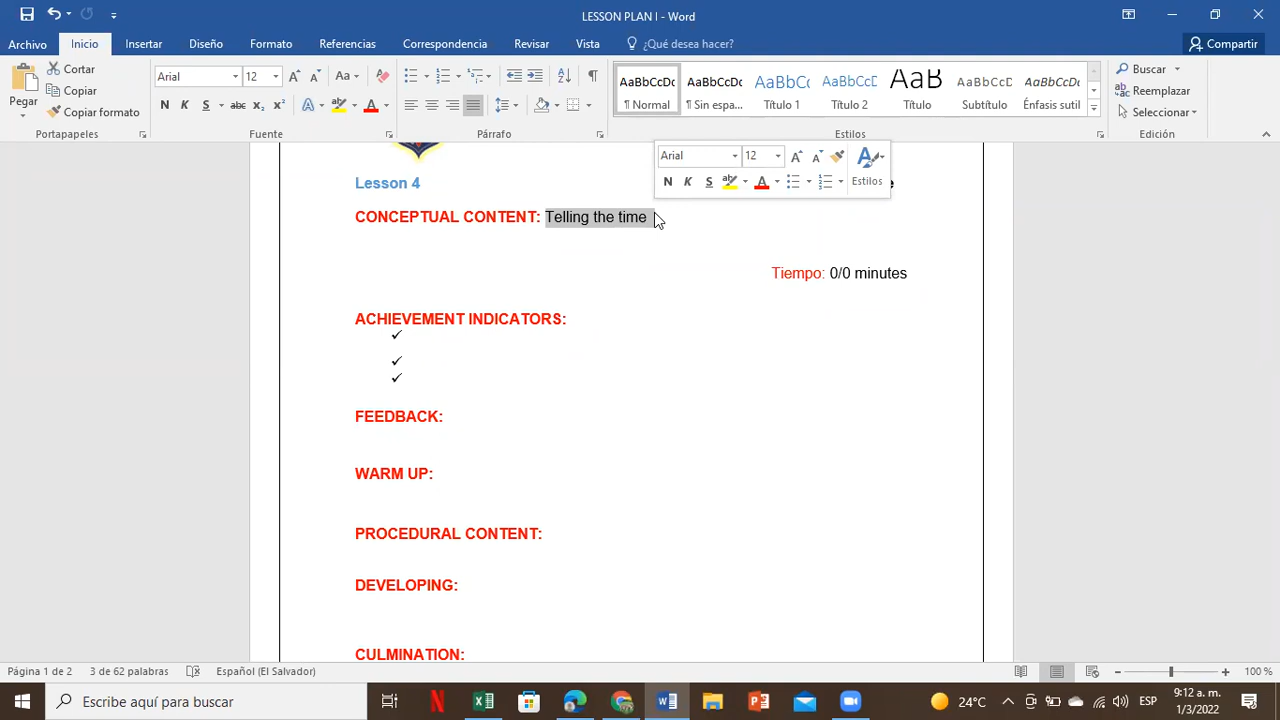 LESSON PLAN I - Word
Archivo Inicio Insertar Diseño Formato Referencias Correspondencia Revisar Vista ¿Qué desea hacer? Compartir
Pegar
Cortar
Copiar
Copiar formato
Portapapeles
Arial 12
N K S abc x₂ x²
Fuente
Párrafo
AaBbCcDc AaBbCcDc AaBbCc AaBbCcD AaB AaBbCcD AaBbCcDc
¶ Normal ¶ Sin espa... Título 1 Título 2 Título Subtítulo Énfasis sutil
Estilos
Buscar
Reemplazar
Seleccionar
Edición
Arial 12
N K S Estilos
Lesson 4
CONCEPTUAL CONTENT: Telling the time
Tiempo: 0/0 minutes
ACHIEVEMENT INDICATORS:
✓
✓
✓
FEEDBACK:
WARM UP:
PROCEDURAL CONTENT:
DEVELOPING:
CULMINATION:
Página 1 de 2 3 de 62 palabras Español (El Salvador) 100 %
Escribe aquí para buscar
24°C ESP
9:12 a. m.
1/3/2022